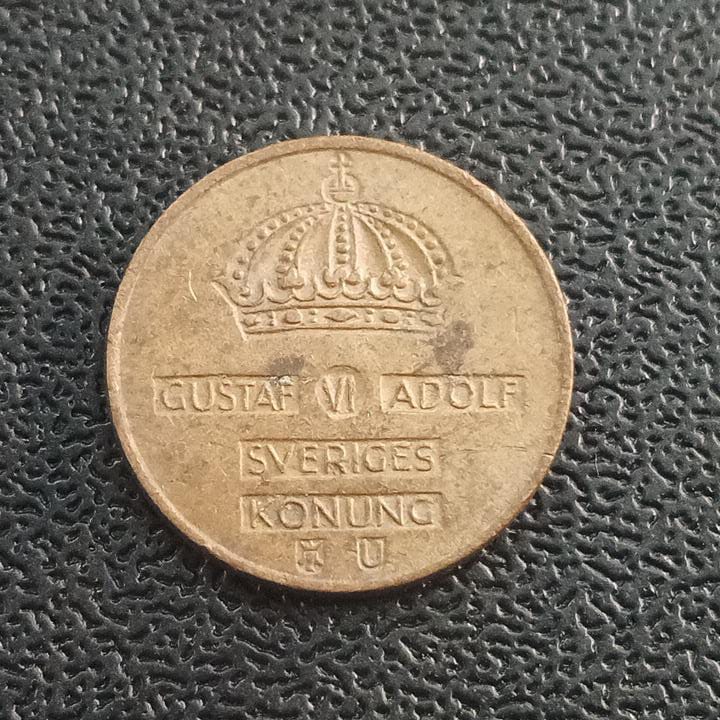 GUSTAF VI ADOLF
SVERIGES
KONUNG
U